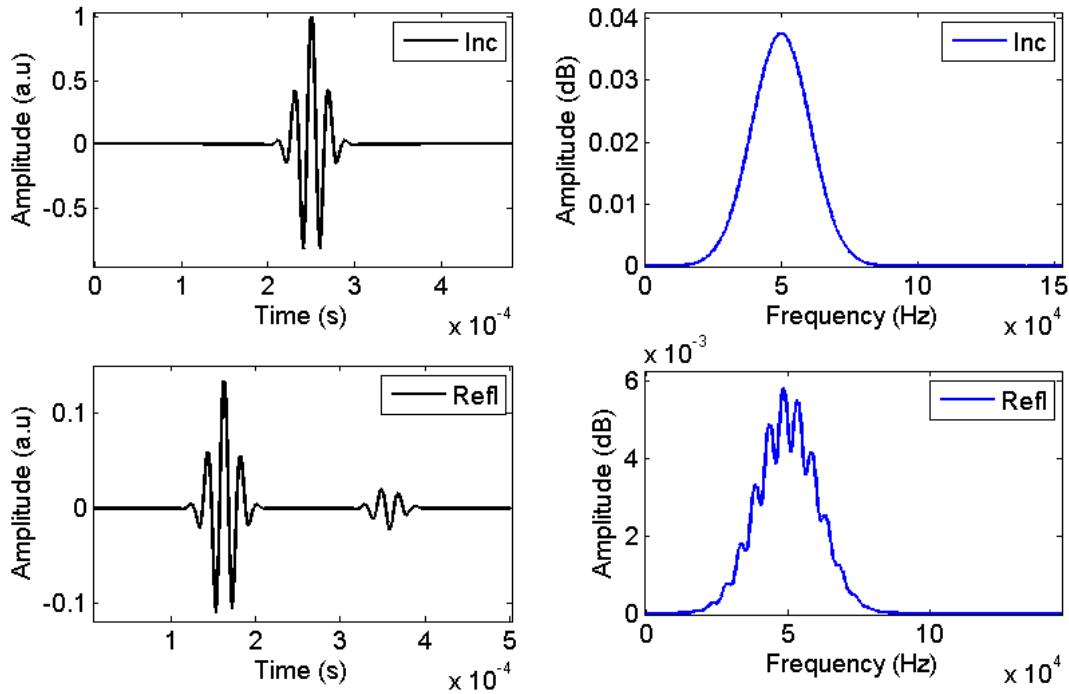 1
0.5
0
-0.5
Amplitude (a.u)
Inc
0
2
4
Time (s)
x 10-4
0.04
0.03
0.02
0.01
0
Amplitude (dB)
Inc
0
5
10
15
Frequency (Hz)
x 10 4
0.1
0
-0.1
Amplitude (a.u)
Refl
1
2
3
4
5
Time (s)
x 10-4
x 10-3
6
4
2
0
Amplitude (dB)
Refl
0
5
10
Frequency (Hz)
x 10 4